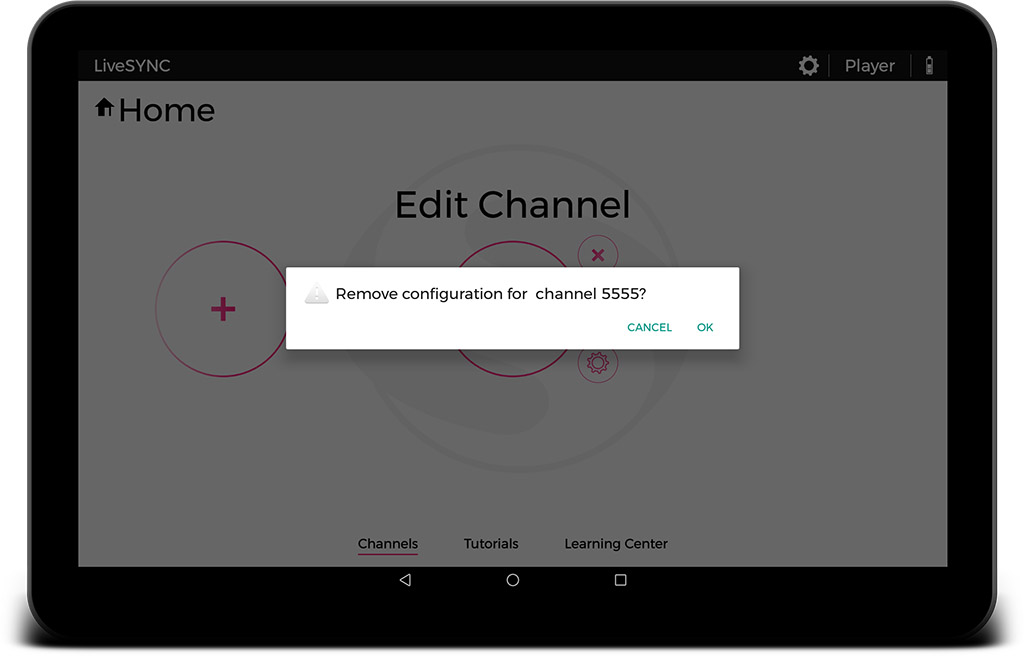 LiveSYNC
Player
Home
Edit Channel
Remove configuration for  channel 5555?
CANCEL
OK
Channels
Tutorials
Learning Center